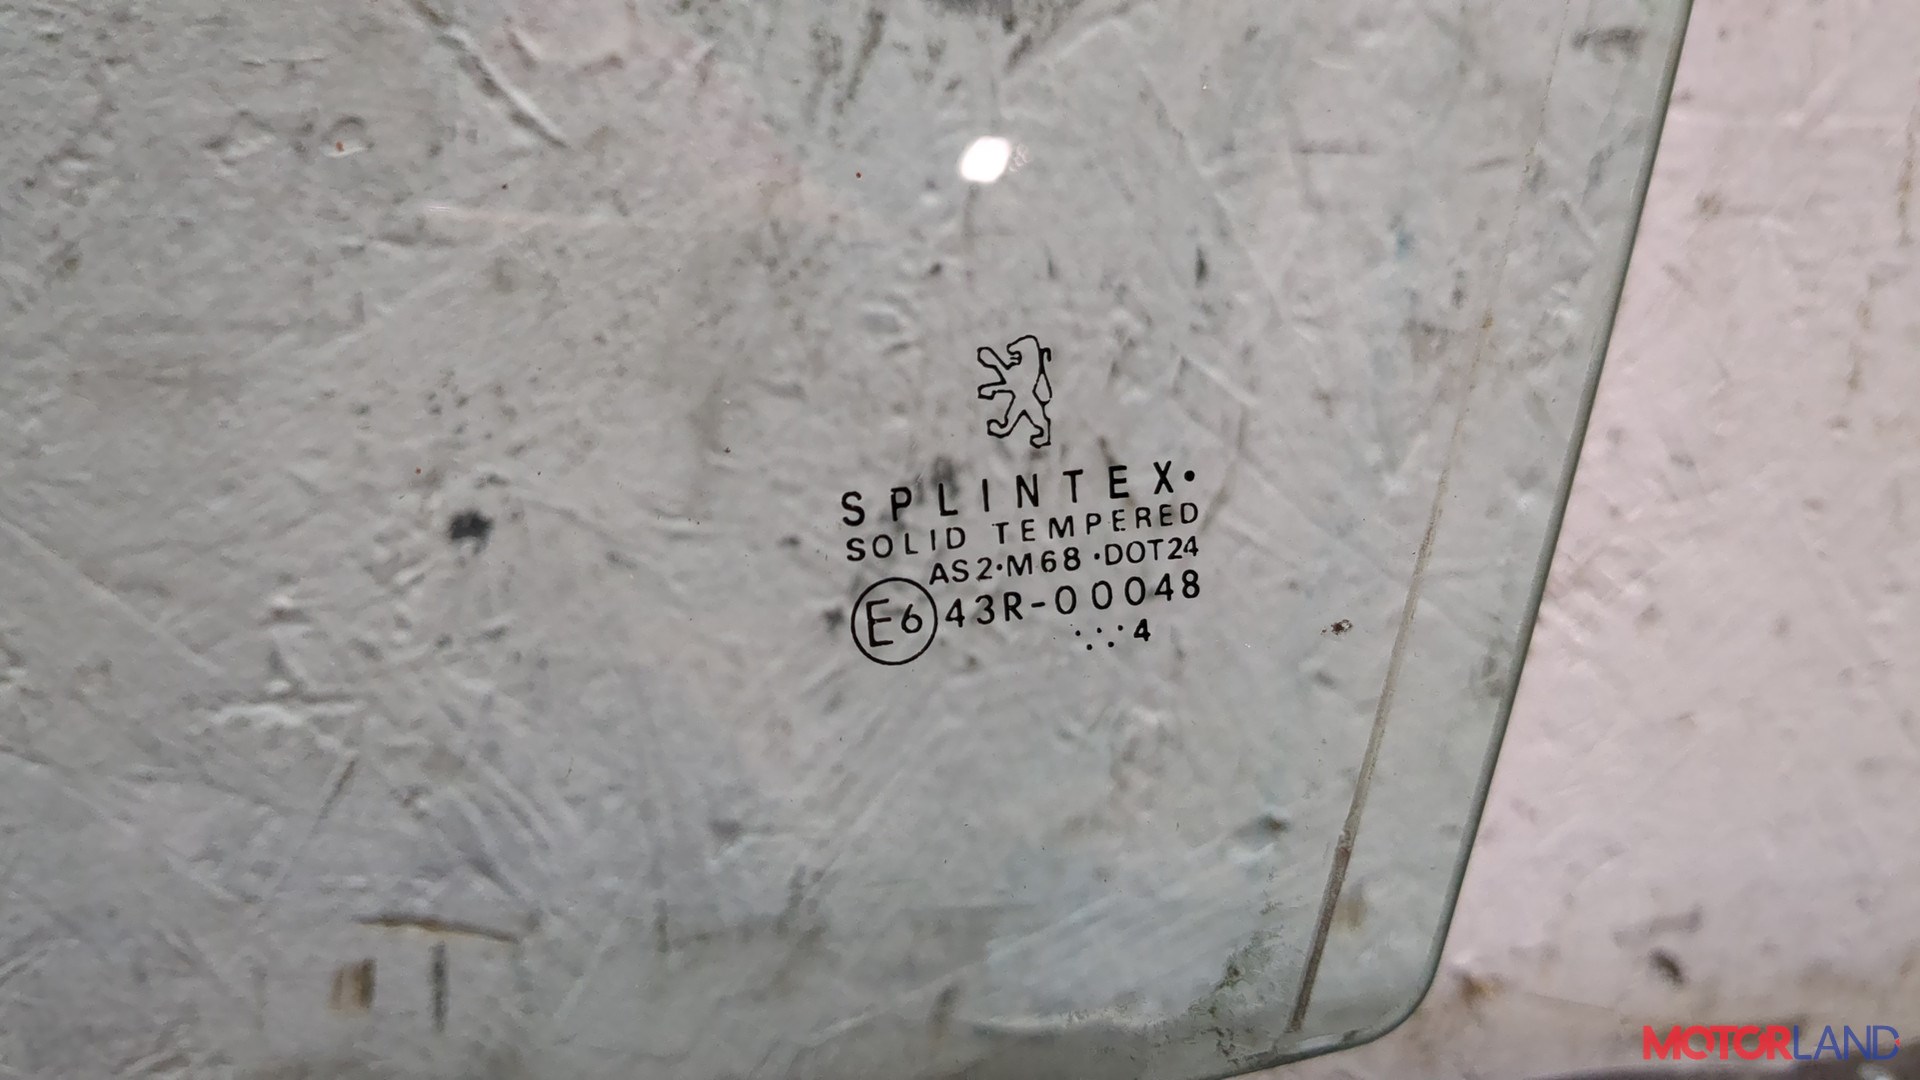 SPLINTEX•
SOLID TEMPERED
AS2•M68•DOT24
E6 43R-00048
•.•.•4
MOTORLAND